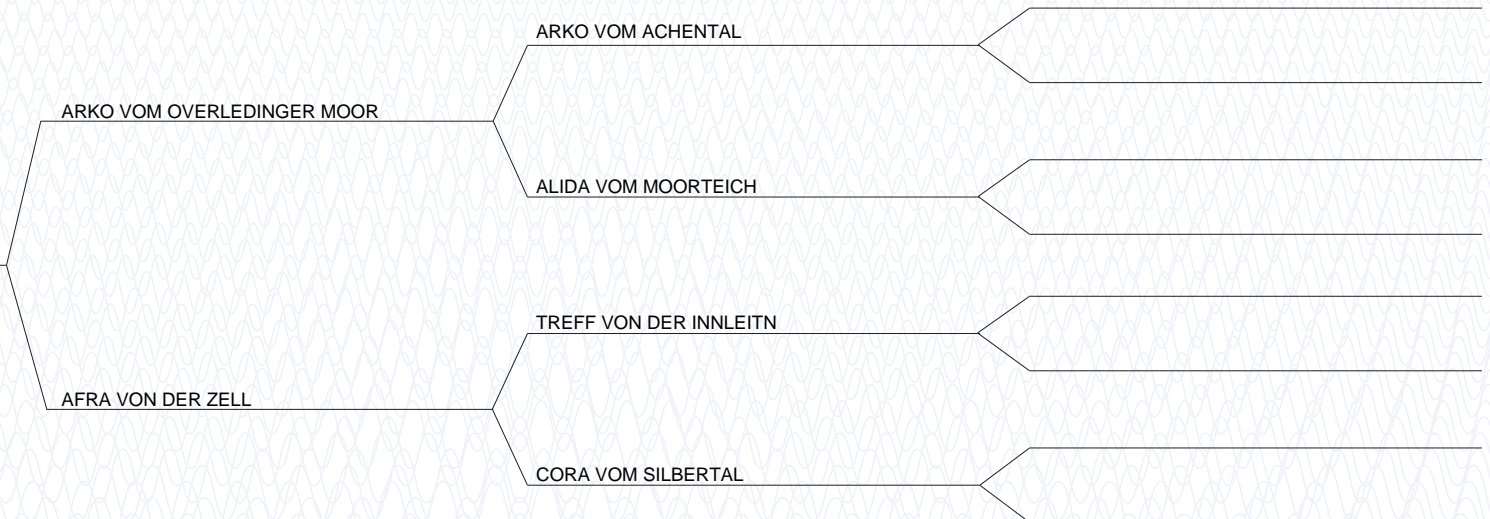 ARKO VOM ACHENTAL
ARKO VOM OVERLEDINGER MOOR
ALIDA VOM MOORTEICH
TREFF VON DER INNLEITN
AFRA VON DER ZELL
CORA VOM SILBERTAL